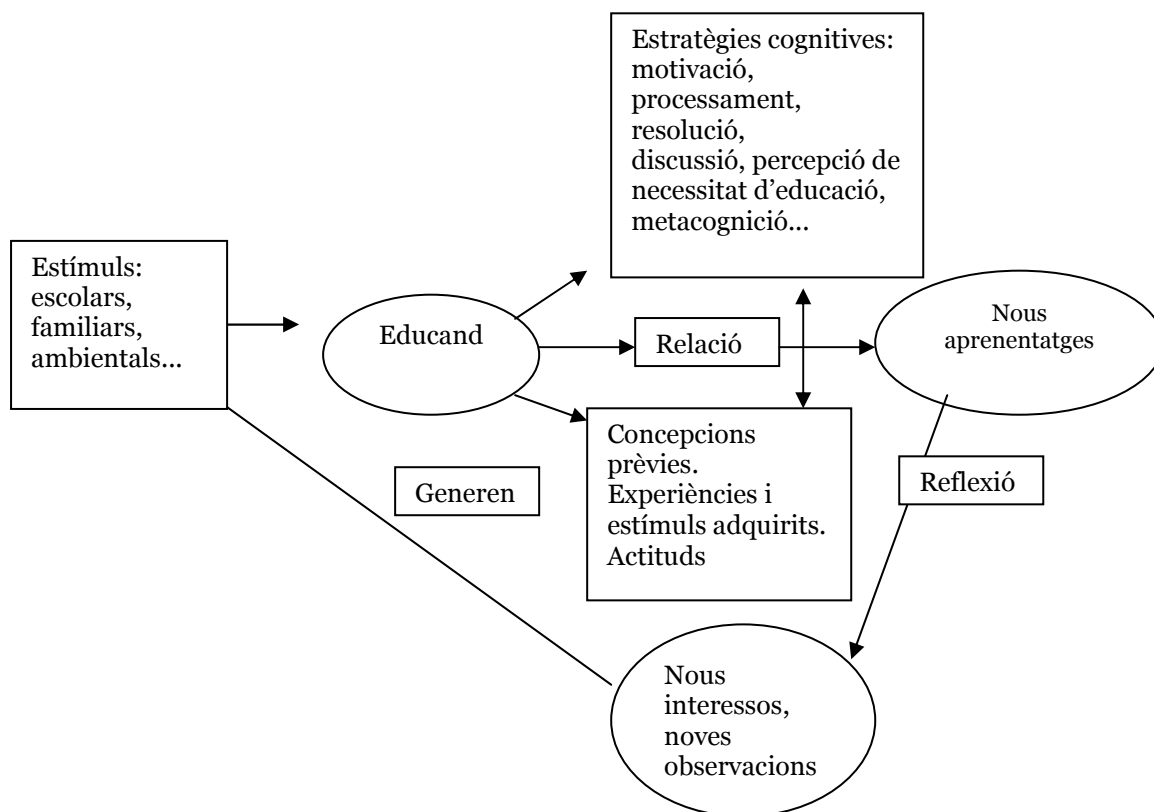 Estratègies cognitives:
motivació,
processament,
resolució,
discussió, percepció de
necessitat d’educació,
metacognició...
Estímuls:
escolars,
familiars,
ambientals...
Educand
Relació
Nous
aprenentatges
Concepcions
prèvies.
Experiències i
estímuls adquirits.
Actituds
Generen
Reflexió
Nous
interessos,
noves
observacions